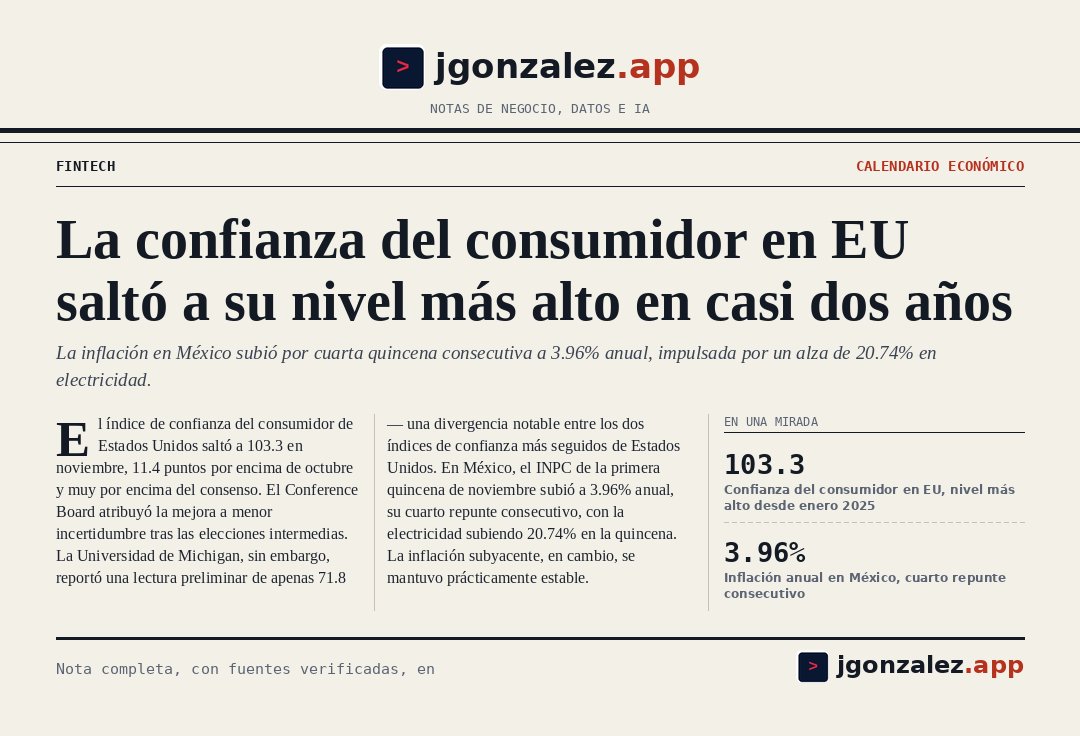 > jgonzalez.app
NOTAS DE NEGOCIO, DATOS E IA
FINTECH
CALENDARIO ECONÓMICO
La confianza del consumidor en EU
saltó a su nivel más alto en casi dos años
La inflación en México subió por cuarta quincena consecutiva a 3.96% anual, impulsada por un alza de 20.74% en
electricidad.
El índice de confianza del consumidor de
Estados Unidos saltó a 103.3 en
noviembre, 11.4 puntos por encima de octubre
y muy por encima del consenso. El Conference
Board atribuyó la mejora a menor
incertidumbre tras las elecciones intermedias.
La Universidad de Michigan, sin embargo,
reportó una lectura preliminar de apenas 71.8
— una divergencia notable entre los dos
índices de confianza más seguidos de Estados
Unidos. En México, el INPC de la primera
quincena de noviembre subió a 3.96% anual,
su cuarto repunte consecutivo, con la
electricidad subiendo 20.74% en la quincena.
La inflación subyacente, en cambio, se
mantuvo prácticamente estable.
EN UNA MIRADA
103.3
Confianza del consumidor en EU, nivel más
alto desde enero 2025
3.96%
Inflación anual en México, cuarto repunte
consecutivo
Nota completa, con fuentes verificadas, en
> jgonzalez.app